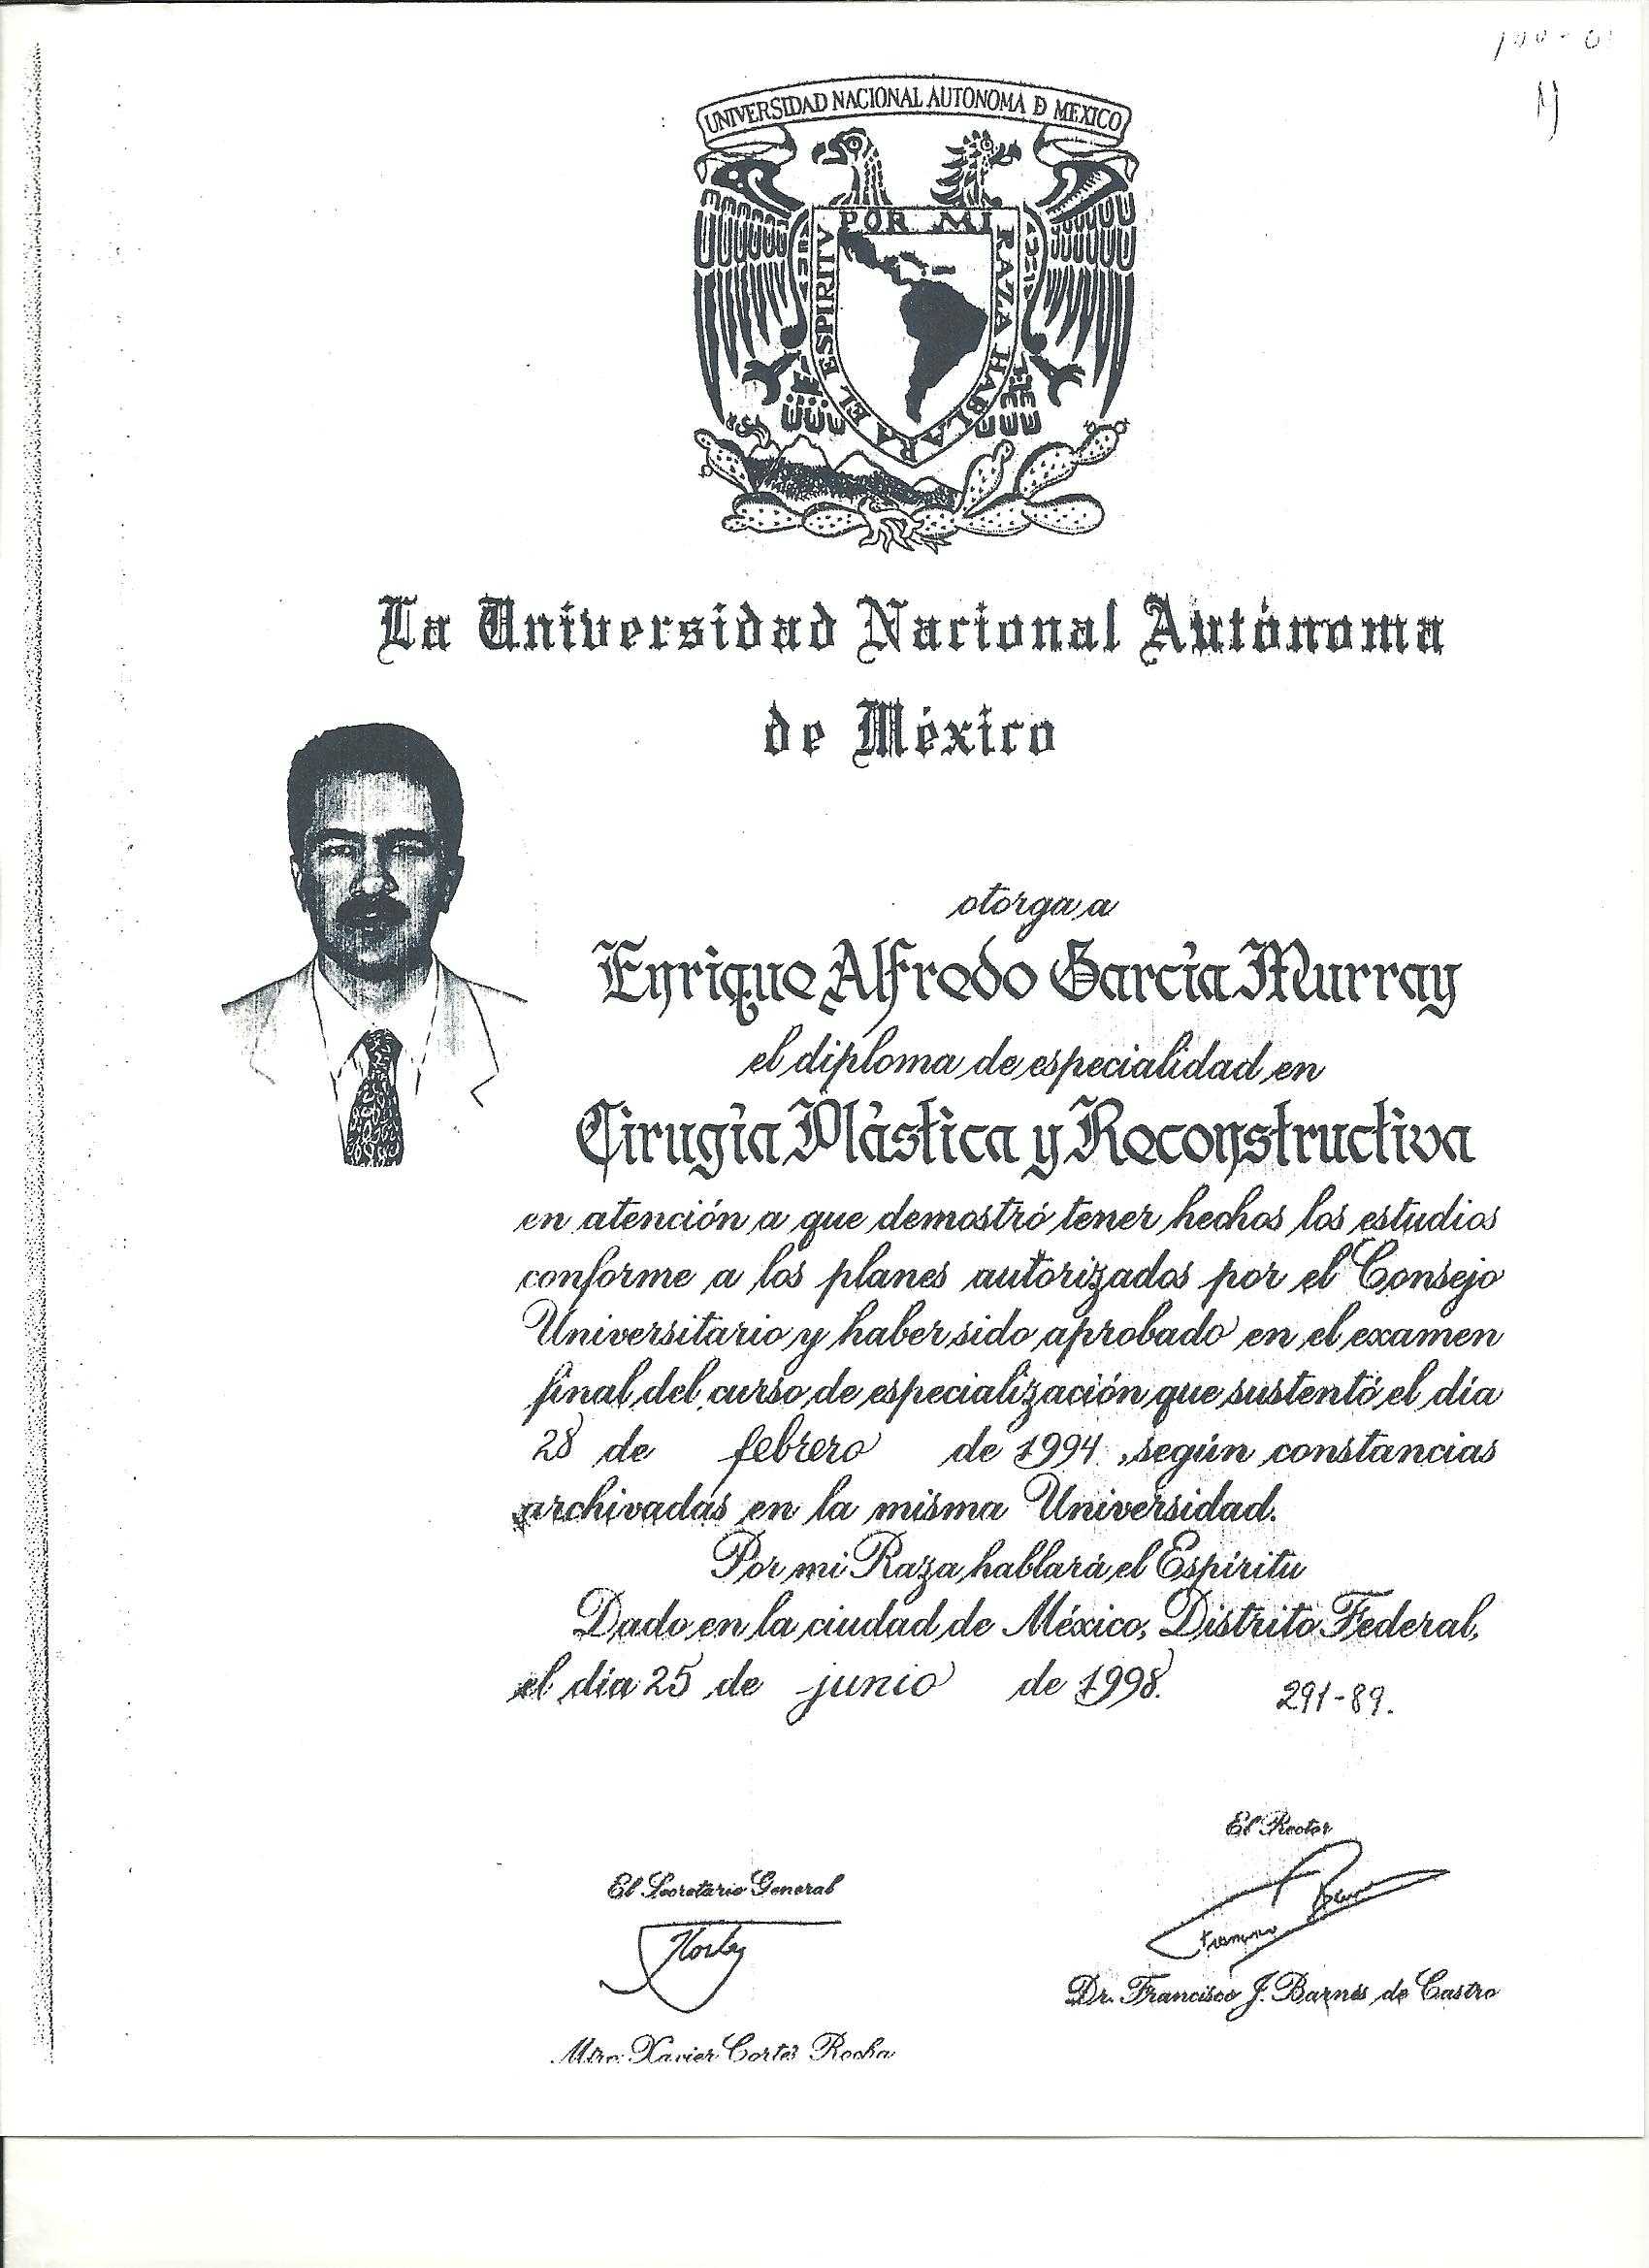 UNIVERSIDAD NACIONAL AUTONOMA D MEXICO
POR MI RAZA HABLARA EL ESPIRITV
La Universidad Nacional Autónoma
de México
otorga a
Enrique Alfredo García Murray
el diploma de especialidad en
Cirugía Plástica y Reconstructiva
en atención a que demostró tener hechos los estudios
conforme a los planes autorizados por el Consejo
Universitario y haber sido aprobado en el examen
final del curso de especialización que sustentó el día
28 de febrero de 1994, según constancias
archivadas en la misma Universidad.
Por mi Raza hablará el Espíritu
Dado en la ciudad de México, Distrito Federal,
el día 25 de junio de 1998.
291-89.
El Rector
El Secretario General
Dr. Francisco J. Barnés de Castro
Mtro. Xavier Cortés Rocha